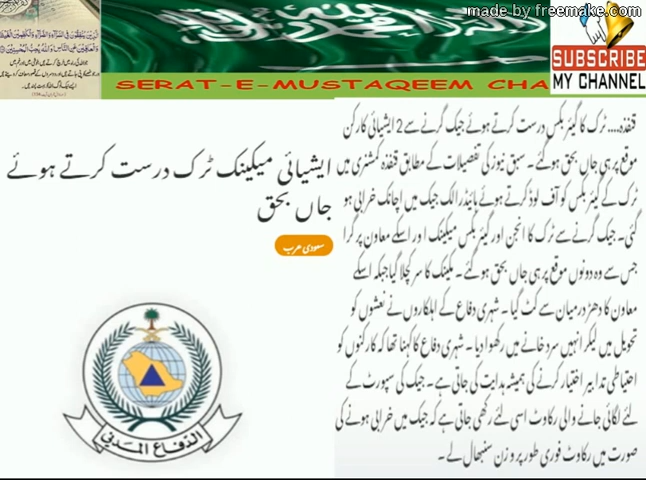 made by freemake.com
SUBSCRIBE
MY CHANNEL
SERAT-E-MUSTAQEEM CHA
ایشیائی میکینک ٹرک درست کرتے ہوئے
جاں بحق
سعودی عرب
الدفاع المدني
قنفذہ.... ٹرک کا گیئر بکس درست کرتے ہوئے جیک گرنے سے 2 ایشیائی کارکن
موقع پر ہی جاں بحق ہوگئے۔ سبق نیوز کی تفصیلات کے مطابق قنفذہ کمشنری میں
ٹرک کے گیئر بکس کو آف لوڈ کرتے ہوئے ہائیڈرالک جیک میں اچانک خرابی ہو
گئی۔ جیک گرنے سے ٹرک کا انجن اور گیئر بکس میکینک اور اسکے معاون پر گرا
جس سے وہ دونوں موقع پر ہی جاں بحق ہوگئے۔ مکینک کا سر کچلا گیا جبکہ اسکے
معاون کا دھڑ درمیان سے کٹ گیا۔ شہری دفاع کے اہلکاروں نے نعشوں کو
تحویل میں لیکر انہیں سرد خانے میں رکھوا دیا۔ شہری دفاع کا کہنا تھا کہ کارکنوں کو
احتیاطی تدابیر اختیار کرنے کی ہمیشہ ہدایت کی جاتی ہے۔ جیک کی سپورٹ کے
لئے لگائی جانے والی رکاوٹ اسی لئے رکھی جاتی ہے کہ جیک میں خرابی ہونے کی
صورت میں رکاوٹ فوری طور پر وزن سنبھال لے۔